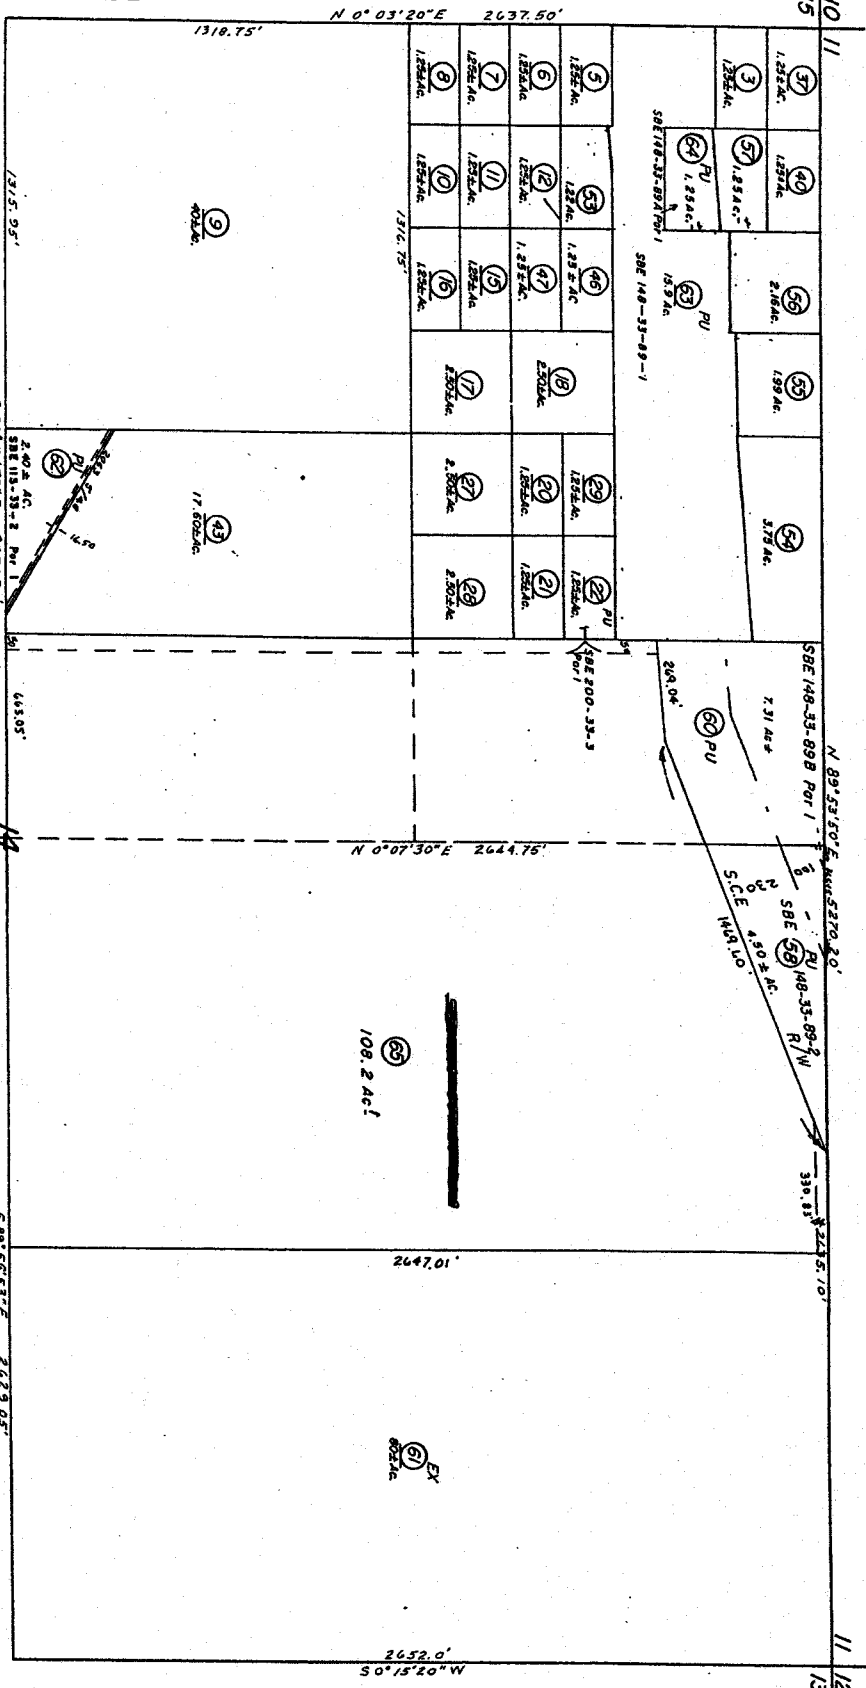 10 11
15
N 0° 03'20"E 2637.50'
1318.75'
37
1.25± Ac.
3
1.25± Ac.
40
1.25± Ac.
57
1.25 Ac.±
PU
64
1.25 Ac.±
SBE 148-33-89A Por 1
56
2.16 Ac.
55
1.99 Ac.
54
3.75 Ac.
PU
63
15.9 Ac.
SBE 148-33-89-1
5
1.25± Ac.
6
1.25± Ac.
7
1.25± Ac.
8
1.25± Ac.
53
1.22 Ac.
12
1.25± Ac.
11
1.25± Ac.
10
1.25± Ac.
46
1.25 ± AC
47
1.25 ± AC.
15
1.25± Ac.
16
1.25± Ac.
1316.75'
18
2.50± Ac.
17
2.50± Ac.
29
1.25± Ac.
20
1.25± Ac.
27
2.50± Ac.
22 PU
1.25± Ac.
21
1.25± Ac.
28
2.50± Ac.
9
40± Ac.
1315.95'
43
17.60± Ac.
PU
62
2.40 ± AC.
SBE 115-33-2 Por 1
16.50
SBE 200-33-3
Por 1
50
663.05'
14
SBE 148-33-89B Por 1
7.31 Ac ±
60 PU
269.04'
N 89° 53'50"E 5270.20'
PU
58
SBE 148-33-89-2
4.50 ± AC.
R/W
S.C.E
1469.60'
330.83'
2635.10'
N 0° 07'30"E 2644.75'
65
108.2 Ac ±
2647.01'
61 EX
80± Ac.
2652.0'
S 0° 15'20" W
2629.05'
11 12
13